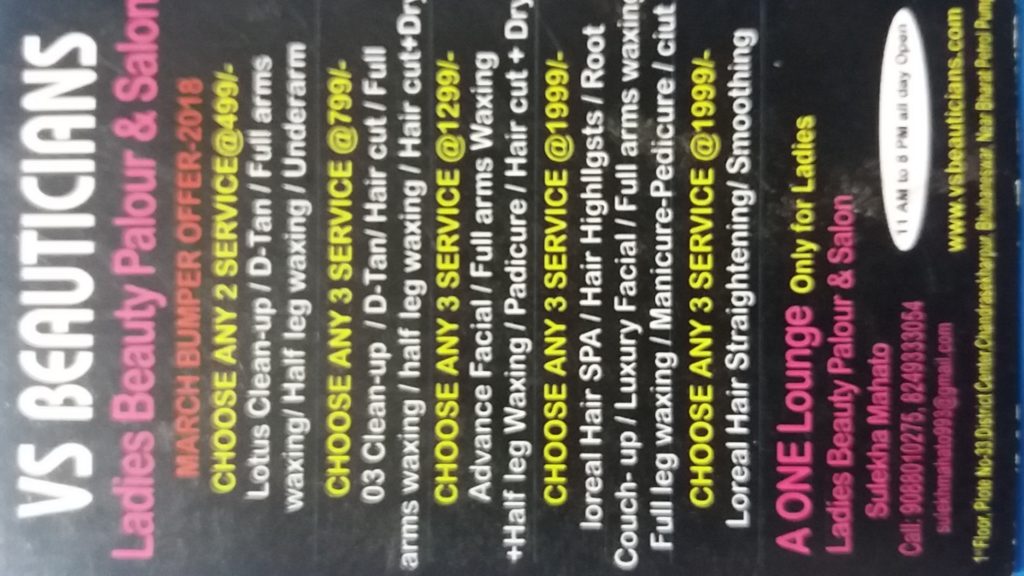 VS BEAUTICIANS
Ladies Beauty Palour & Salon
MARCH BUMPER OFFER-2018
CHOOSE ANY 2 SERVICE@499/-
Lotus Clean-up / D-Tan / Full arms
waxing/ Half leg waxing / Underarm
CHOOSE ANY 3 SERVICE @799/-
03 Clean-up / D-Tan/ Hair cut / Full
arms waxing / half leg waxing / Hair cut+Dry
CHOOSE ANY 3 SERVICE @1299/-
Advance Facial / Full arms Waxing
+Half leg Waxing / Padicure / Hair cut + Dry
CHOOSE ANY 3 SERVICE @1999/-
loreal Hair SPA / Hair Highllgsts / Root
Couch- up / Luxury Facial / Full arms waxing
Full leg waxing / Manicure-Pedicure / ciut
CHOOSE ANY 3 SERVICE @1999/-
Loreal Hair Straightening/ Smoothing
A ONE Lounge Only for Ladies
Ladies Beauty Palour & Salon
Sulekha Mahato
Call: 9088010275, 8249333054
11 AM to 8 PM all day Open
sulekhmahato993@gmail.com
www.vsbeauticians.com
1st Floor, Plote No-33,District Center,Chandrasekharpur, Bhubaneswar, Near Bharat Petrol Pump